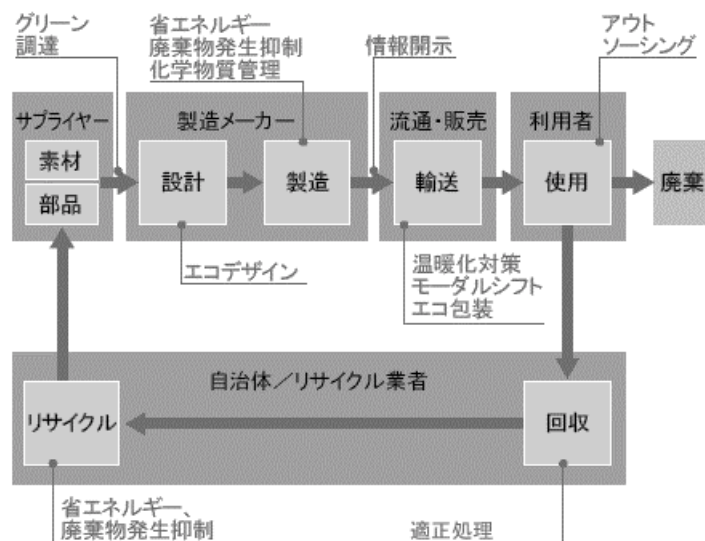 グリーン
調達
省エネルギー
廃棄物発生抑制
化学物質管理
情報開示
アウト
ソーシング
サプライヤー
製造メーカー
流通・販売
利用者
素材
部品
設計
製造
輸送
使用
廃棄
エコデザイン
温暖化対策
モーダルシフト
エコ包装
自治体／リサイクル業者
リサイクル
回収
省エネルギー、
廃棄物発生抑制
適正処理